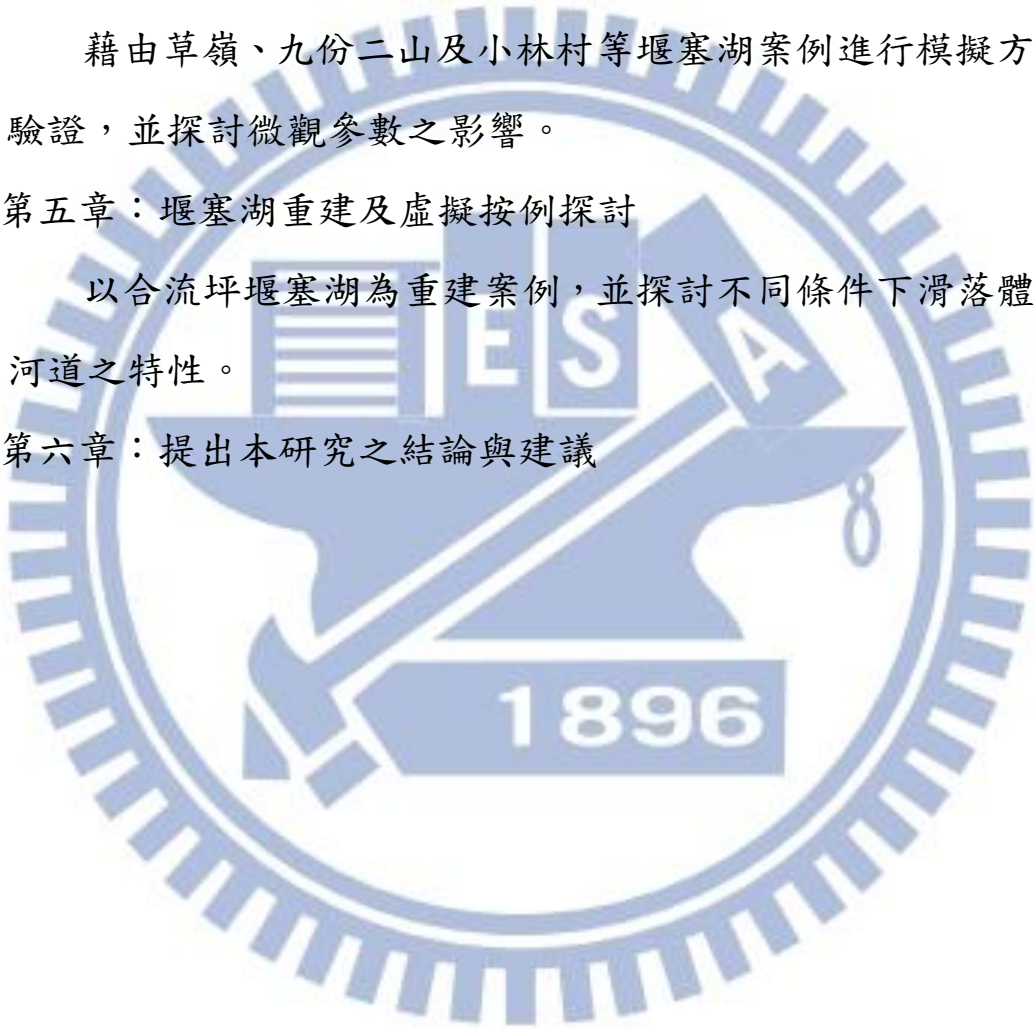 藉由草嶺、九份二山及小林村等堰塞湖案例進行模擬方
驗證，並探討微觀參數之影響。
第五章：堰塞湖重建及虛擬按例探討
以合流坪堰塞湖為重建案例，並探討不同條件下滑落體
河道之特性。
第六章：提出本研究之結論與建議
E S A
1896